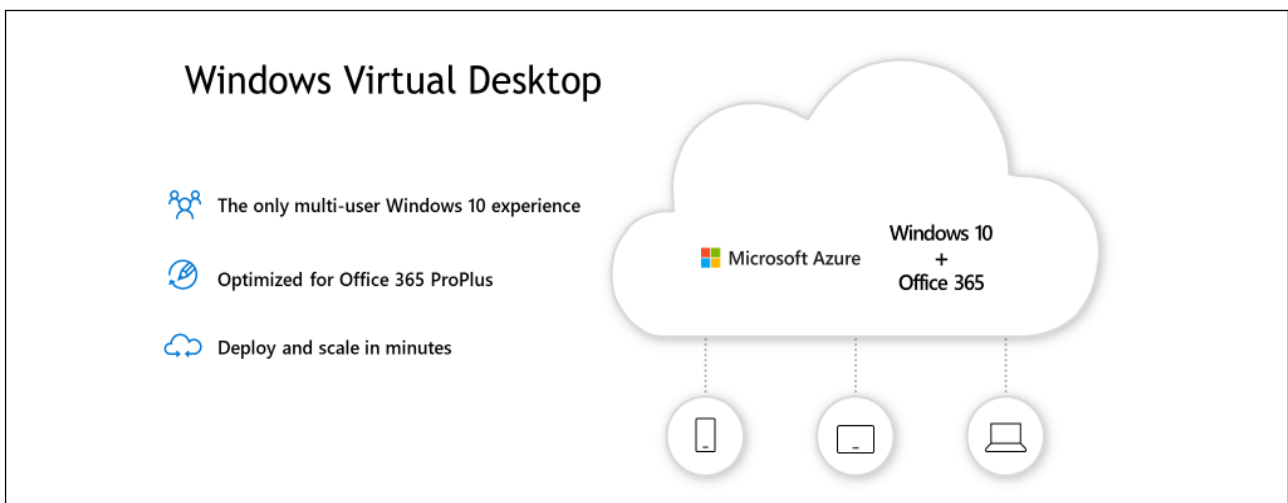 Windows Virtual Desktop
The only multi-user Windows 10 experience
Optimized for Office 365 ProPlus
Deploy and scale in minutes
Microsoft Azure
Windows 10
+
Office 365